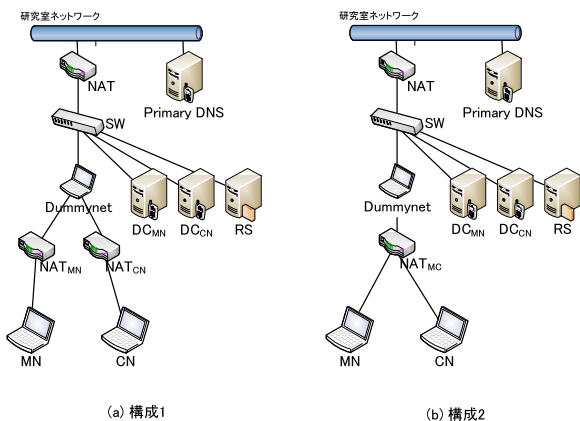 研究室ネットワーク
NAT
Primary DNS
SW
Dummynet
DCMN
DCCN
RS
NATMN
NATCN
MN
CN
(a) 構成1
研究室ネットワーク
NAT
Primary DNS
SW
Dummynet
DCMN
DCCN
RS
NATMC
MN
CN
(b) 構成2